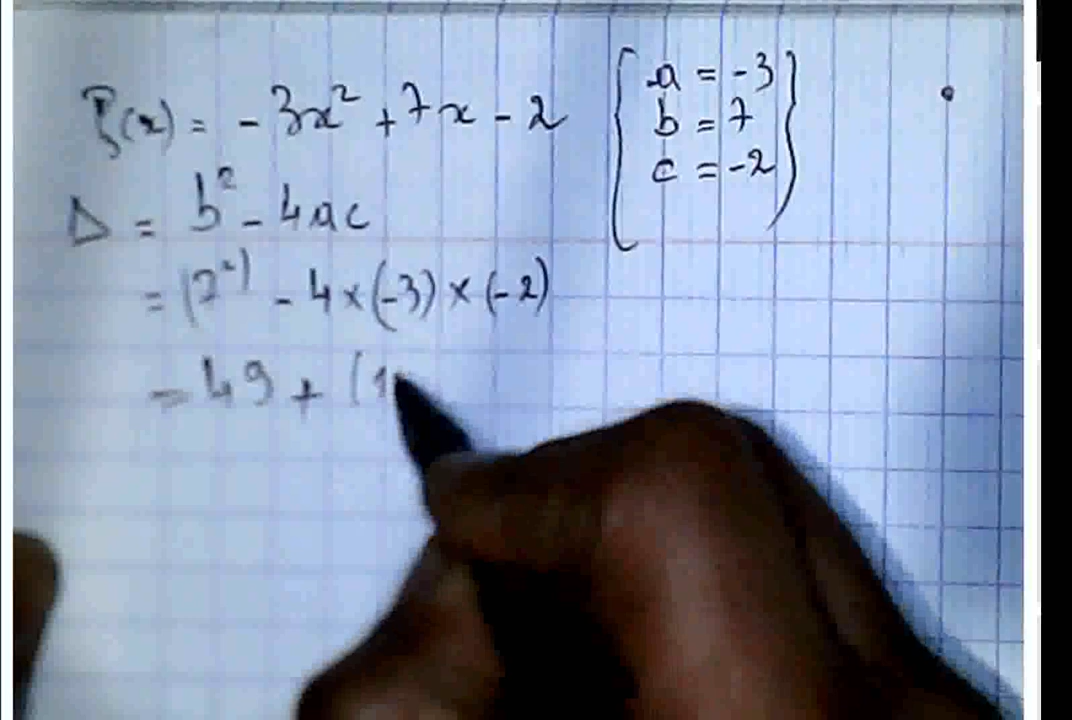 P(x) = - 3x² + 7x - 2
{ a = -3
b = 7
c = -2 }
Δ = b² - 4ac
= (7²) - 4 × (-3) × (-2)
= 49 + (1